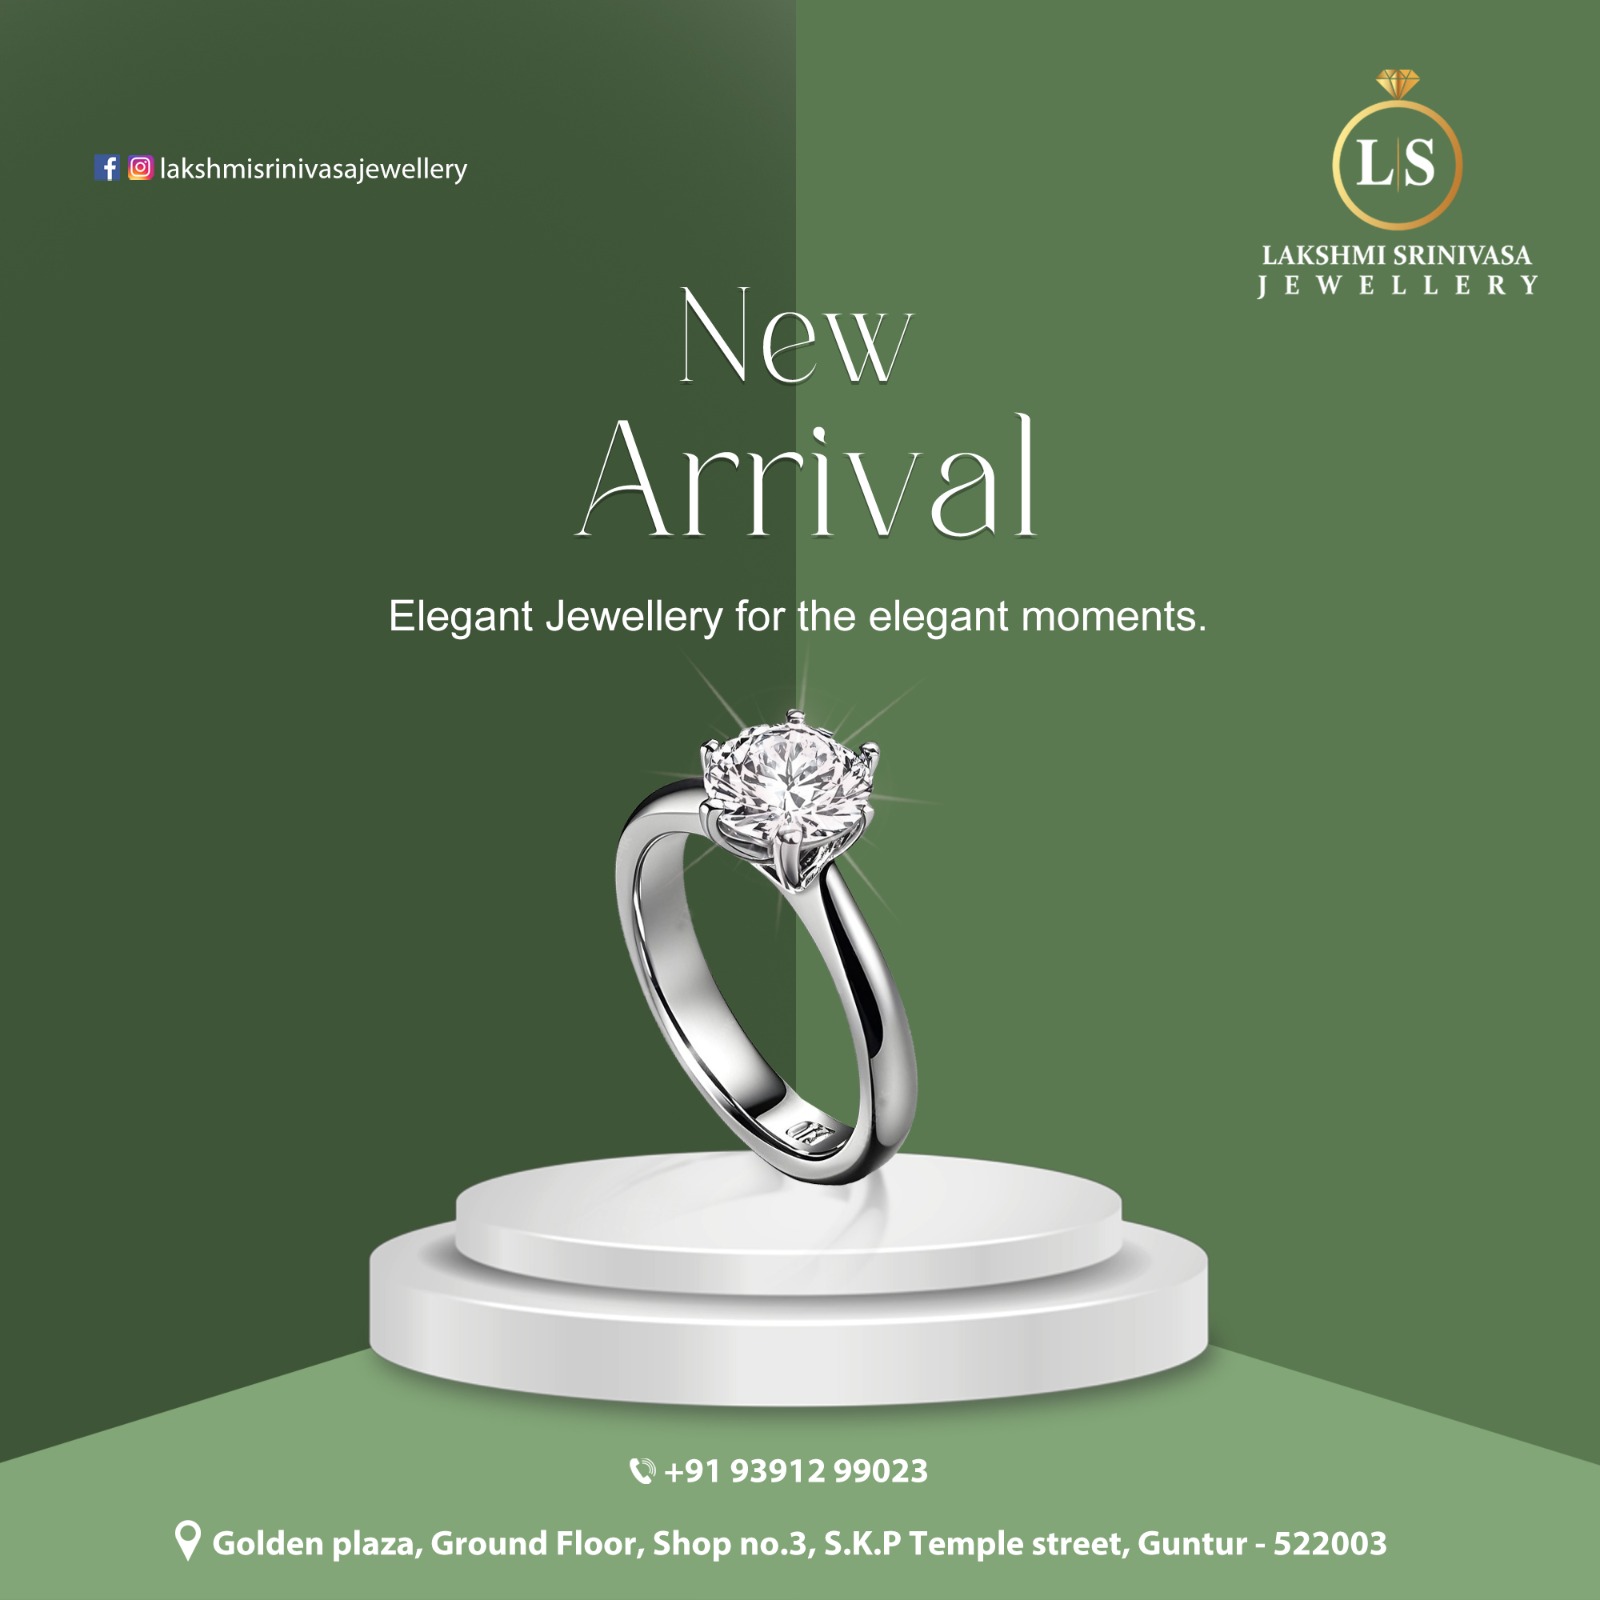 lakshmisrinivasajewellery
L S
LAKSHMI SRINIVASA
JEWELLERY
New
Arrival
Elegant Jewellery for the elegant moments.
+91 93912 99023
Golden plaza, Ground Floor, Shop no.3, S.K.P Temple street, Guntur - 522003